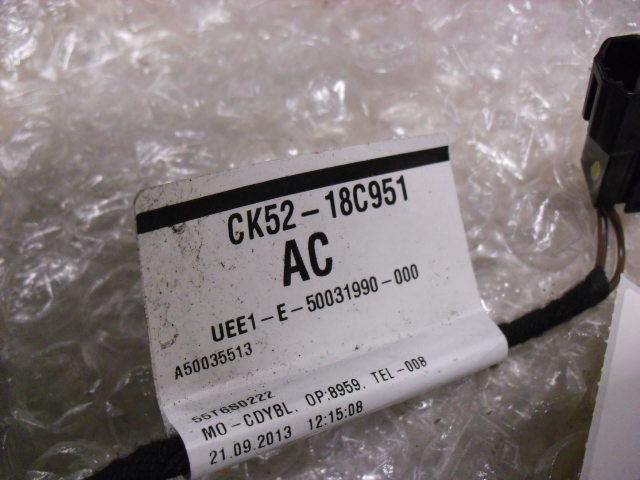 CK52-18C951
AC
UEE1-E-50031990-000
A50035513
55T6S0222
MO-CDYBL. OP:8959. TEL-008
21.09.2013 12:15:08